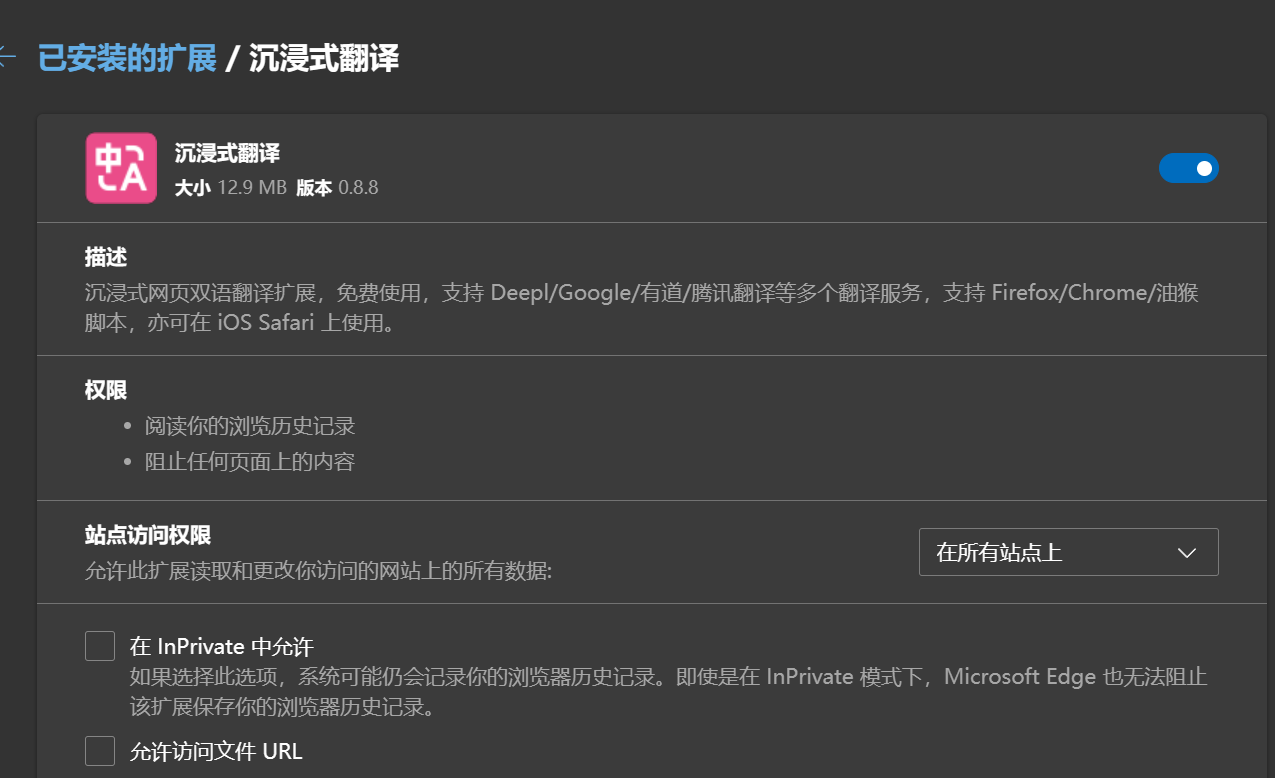 已安装的扩展 / 沉浸式翻译
中 A
沉浸式翻译
大小 12.9 MB 版本 0.8.8
描述
沉浸式网页双语翻译扩展，免费使用，支持 Deepl/Google/有道/腾讯翻译等多个翻译服务，支持 Firefox/Chrome/油猴
脚本，亦可在 iOS Safari 上使用。
权限
• 阅读你的浏览历史记录
• 阻止任何页面上的内容
站点访问权限
允许此扩展读取和更改你访问的网站上的所有数据:
在所有站点上
在 InPrivate 中允许
如果选择此选项，系统可能仍会记录你的浏览器历史记录。即使是在 InPrivate 模式下，Microsoft Edge 也无法阻止
该扩展保存你的浏览器历史记录。
允许访问文件 URL